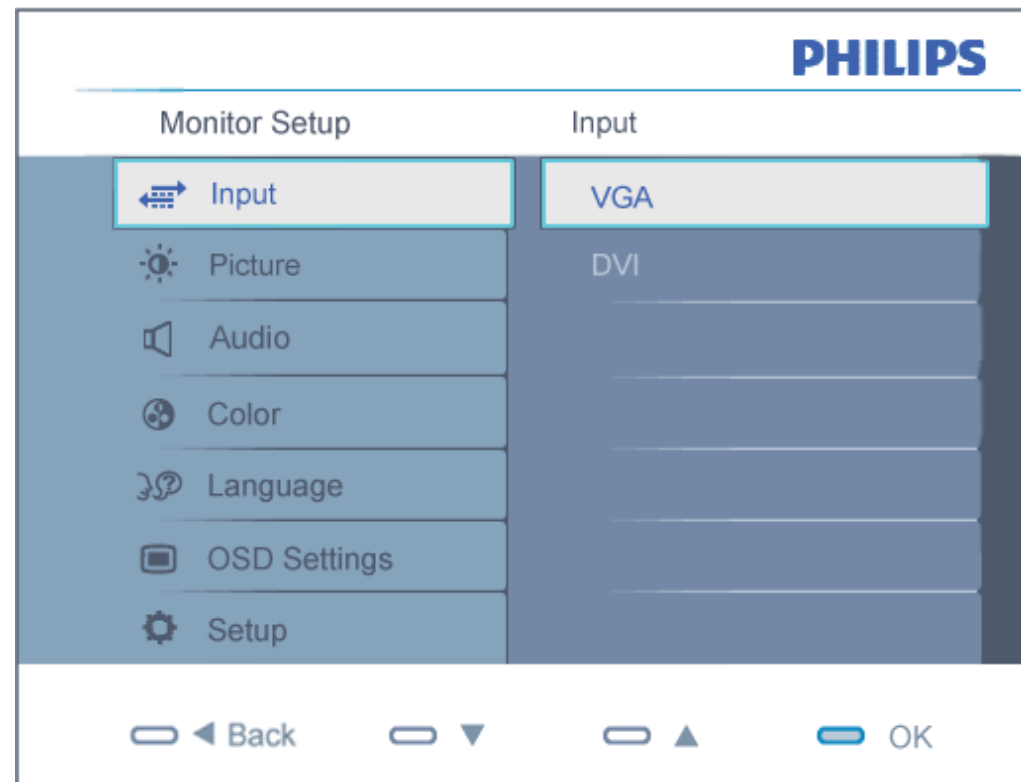 PHILIPS
Monitor Setup
Input
Input
VGA
Picture
DVI
Audio
Color
Language
OSD Settings
Setup
Back
OK